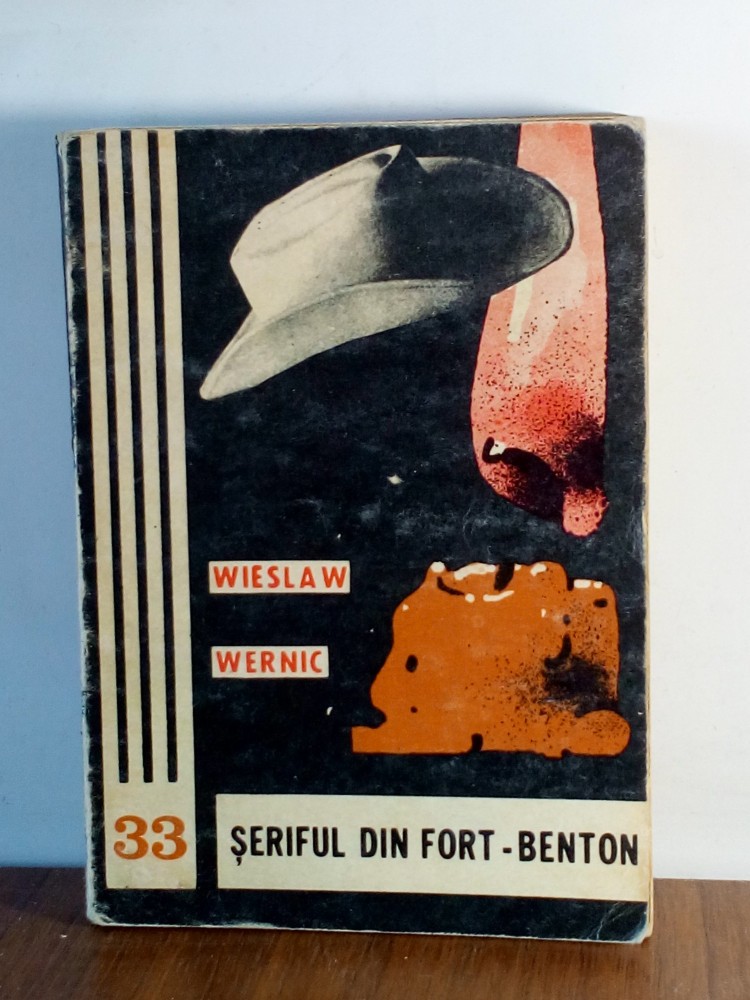 WIESLAW
WERNIC
33
ȘERIFUL DIN FORT-BENTON